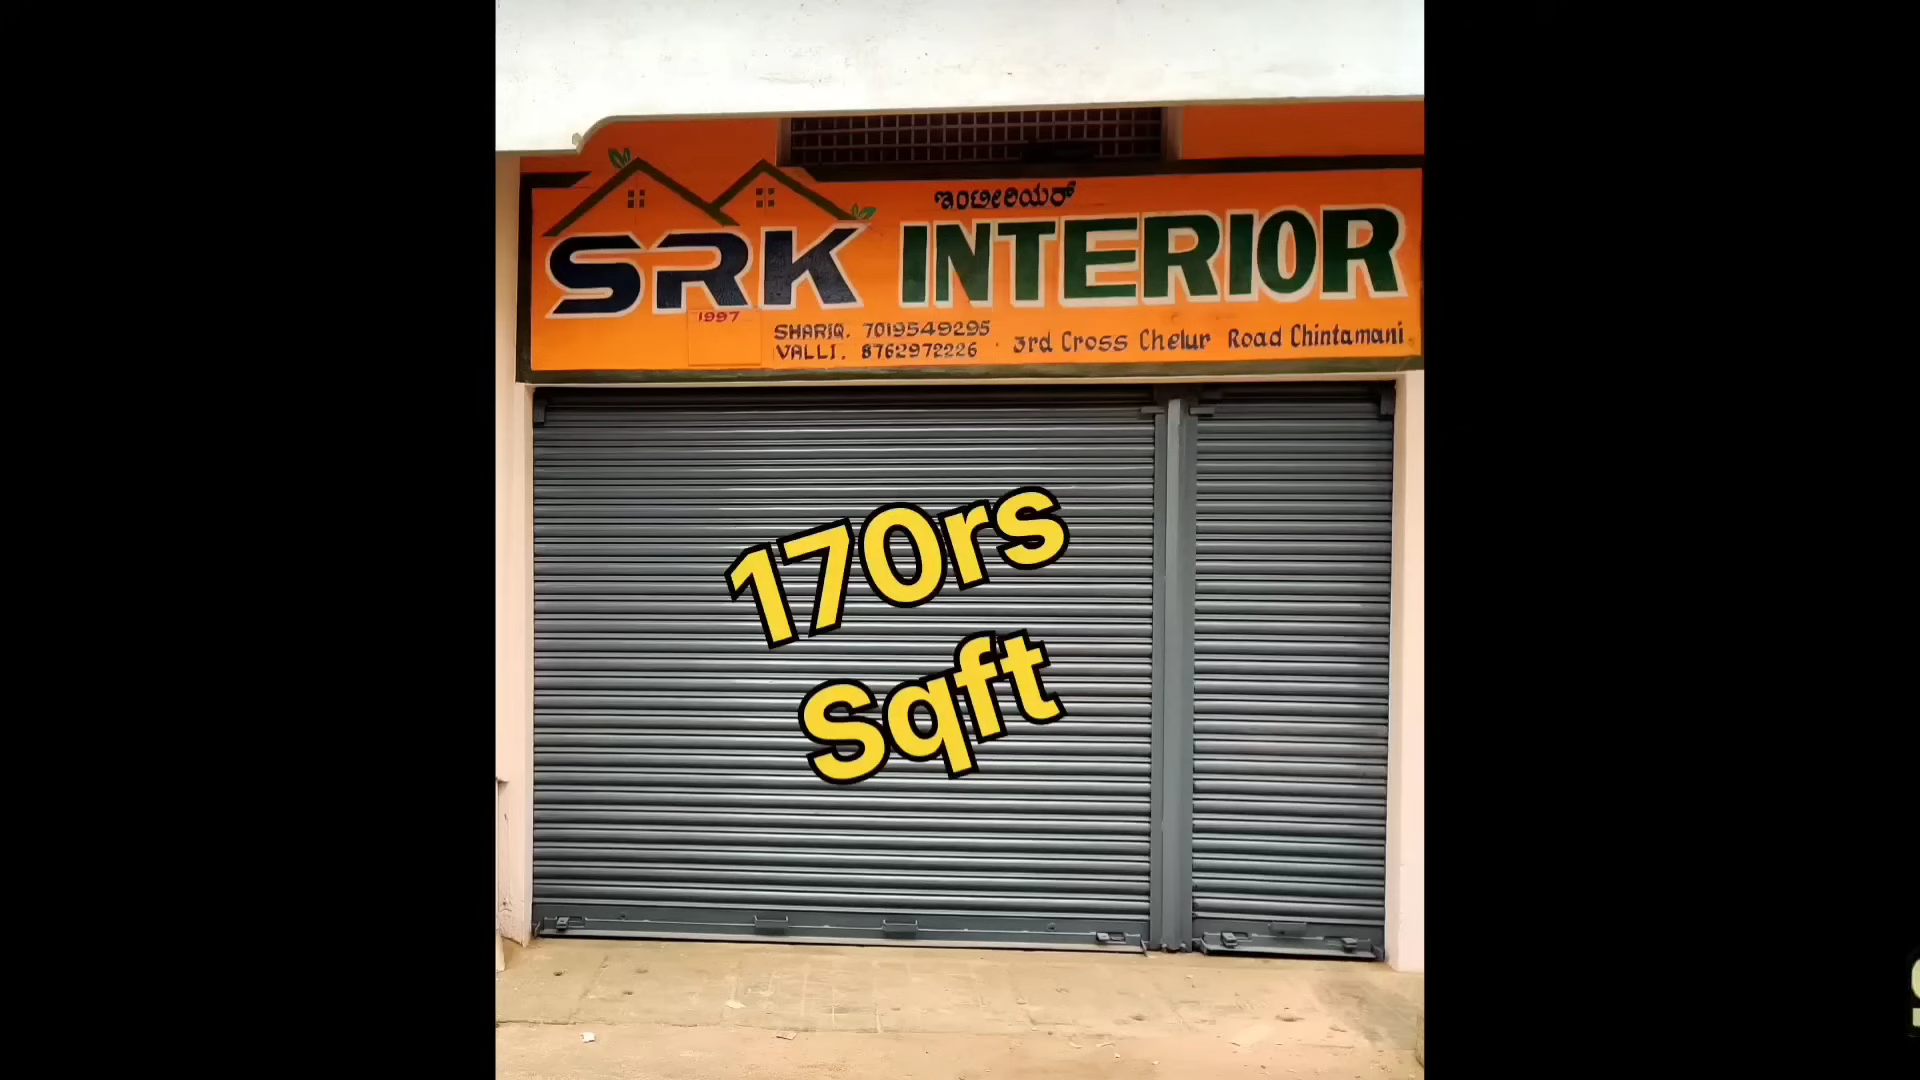 ಇಂಟೀರಿಯರ್
SRK INTERIOR
1997
SHARIQ. 7019549295
VALLI. 8762972226
3rd Cross Chelur Road Chintamani
170rs
Sqft